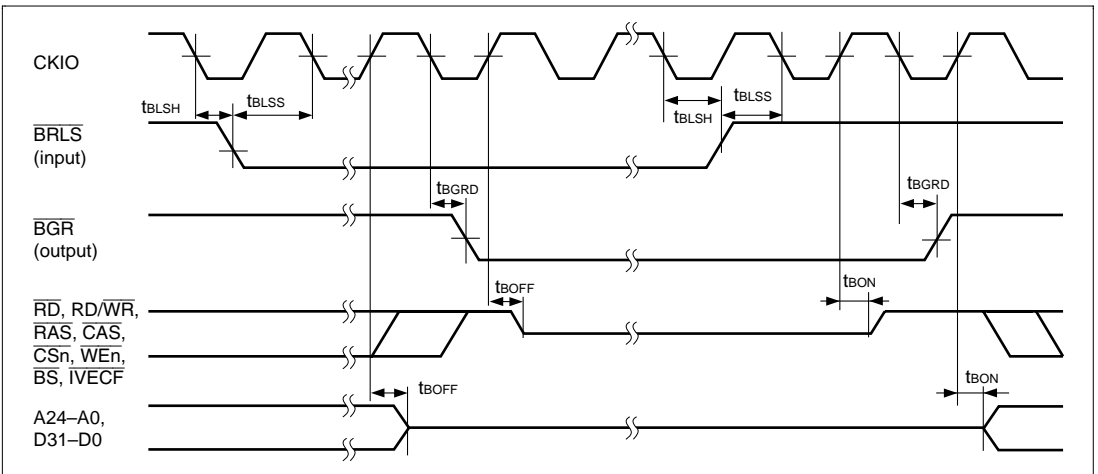 CKIO
tBLSH tBLSS tBLSH tBLSS
BRLS
(input)
tBGRD tBGRD
BGR
(output)
tBOFF tBON
RD, RD/WR,
RAS, CAS,
CSn, WEn,
BS, IVECF
tBOFF tBON
A24–A0,
D31–D0